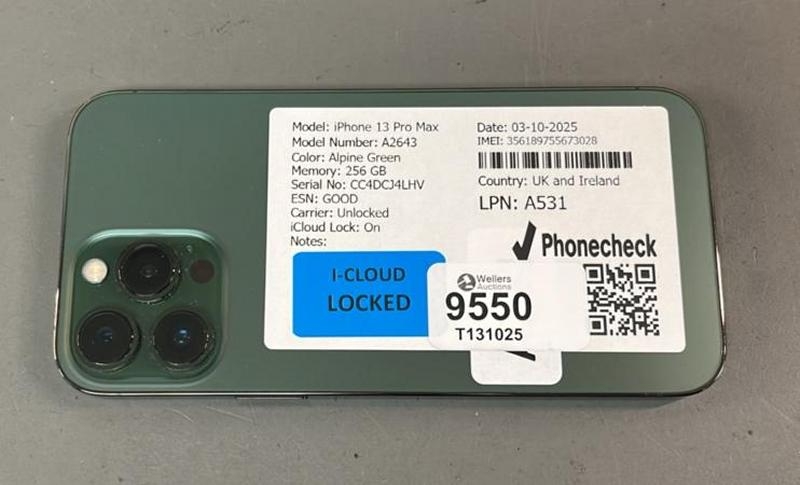 Model: iPhone 13 Pro Max
Model Number: A2643
Color: Alpine Green
Memory: 256 GB
Serial No: CC4DCJ4LHV
ESN: GOOD
Carrier: Unlocked
iCloud Lock: On
Notes:
Date: 03-10-2025
IMEI: 356189755673028
Country: UK and Ireland
LPN: A531
Phonecheck
I-CLOUD
LOCKED
Wellers
Auctions
9550
T131025